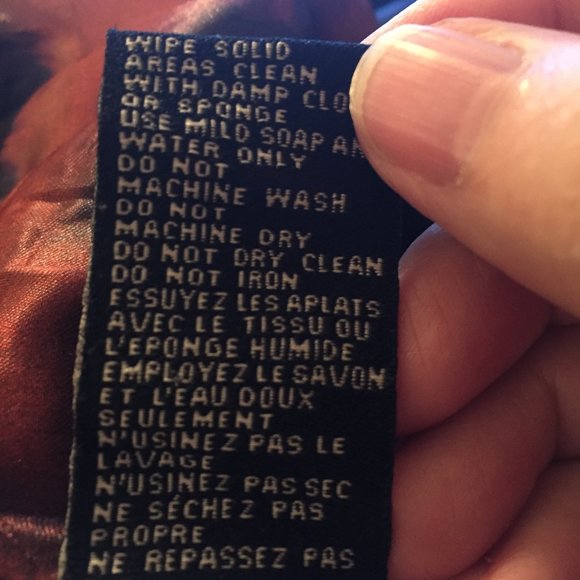 WIPE SOLID
AREAS CLEAN
WITH DAMP CLO
OR SPONGE
USE MILD SOAP AN
WATER ONLY
DO NOT
MACHINE WASH
DO NOT
MACHINE DRY
DO NOT DRY CLEAN
DO NOT IRON
ESSUYEZ LES APLATS
AVEC LE TISSU OU
L'EPONGE HUMIDE
EMPLOYEZ LE SAVON
ET L'EAU DOUX
SEULEMENT
N'USINEZ PAS LE
LAVAGE
N'USINEZ PAS SEC
NE SÉCHEZ PAS
PROPRE
NE REPASSEZ PAS